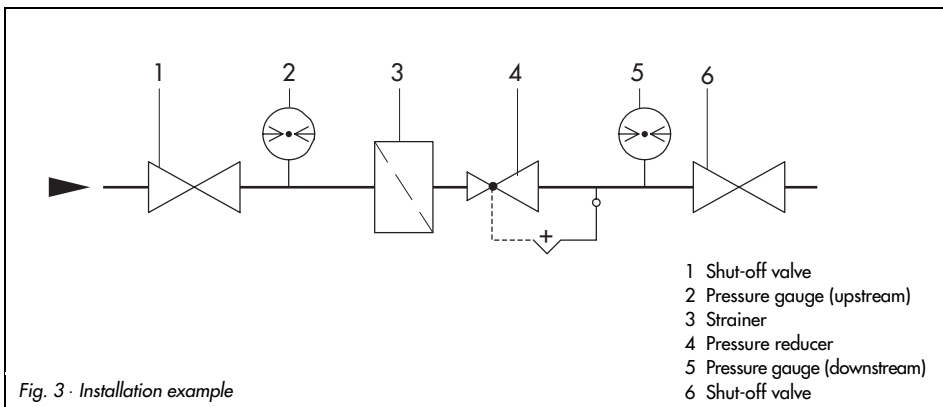 1 2 3 4 5 6
+
1 Shut-off valve
2 Pressure gauge (upstream)
3 Strainer
4 Pressure reducer
5 Pressure gauge (downstream)
6 Shut-off valve
Fig. 3 · Installation example